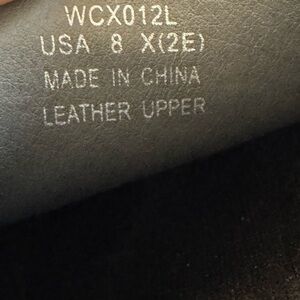 WCX012L
USA 8 X(2E)
MADE IN CHINA
LEATHER UPPER